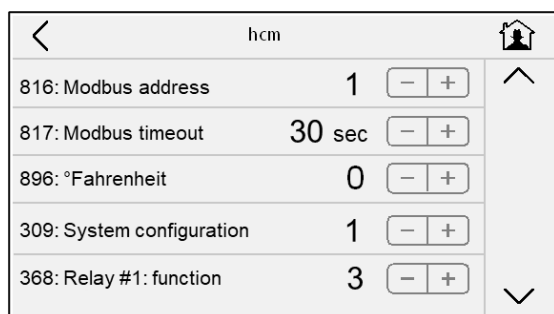 hcm
816: Modbus address 1 - +
817: Modbus timeout 30 sec - +
896: °Fahrenheit 0 - +
309: System configuration 1 - +
368: Relay #1: function 3 - +